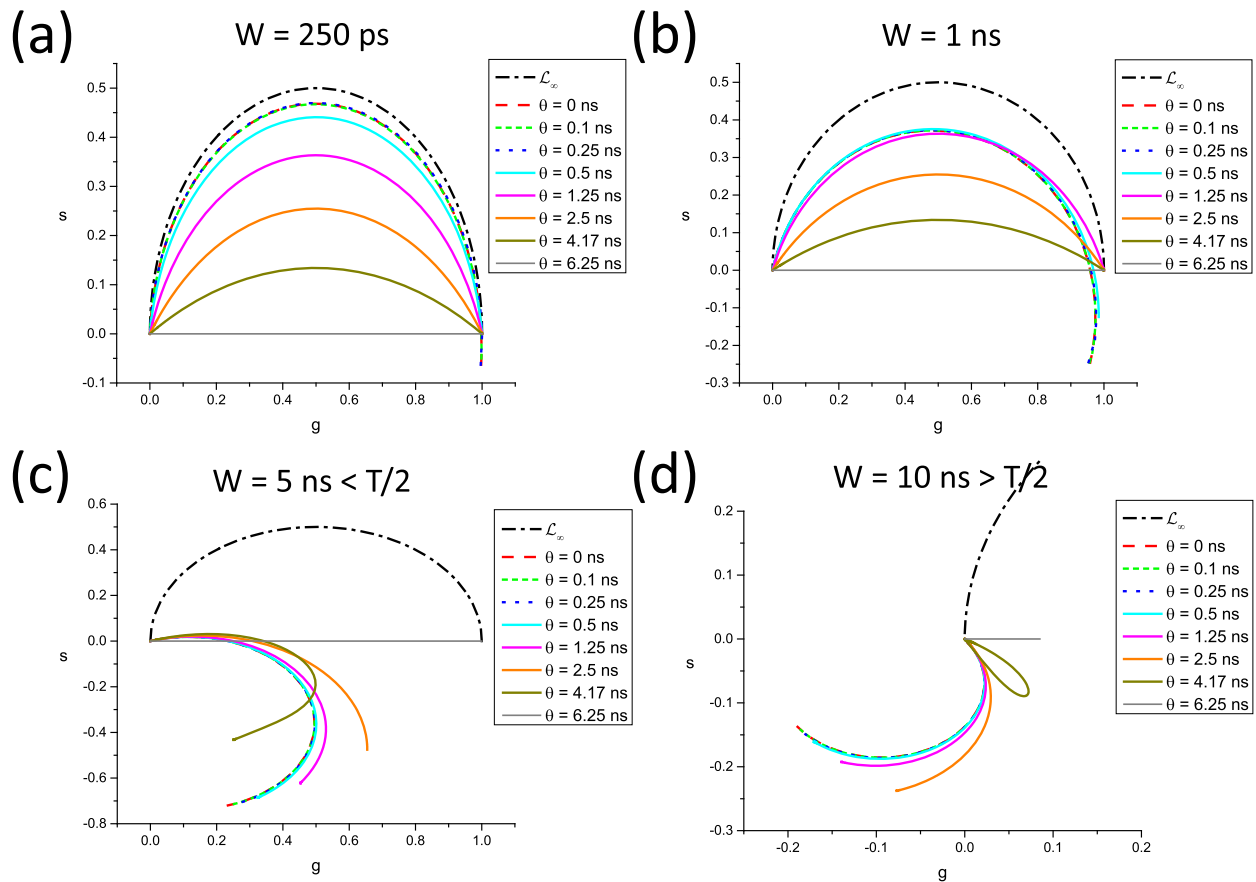 (a)
W = 250 ps
0.5
0.4
0.3
0.2
0.1
0.0
-0.1
s
0.0 0.2 0.4 0.6 0.8 1.0
g
ℒ∞
θ = 0 ns
θ = 0.1 ns
θ = 0.25 ns
θ = 0.5 ns
θ = 1.25 ns
θ = 2.5 ns
θ = 4.17 ns
θ = 6.25 ns
(b)
W = 1 ns
0.5
0.4
0.3
0.2
0.1
0.0
-0.1
-0.2
-0.3
s
0.0 0.2 0.4 0.6 0.8 1.0
g
ℒ∞
θ = 0 ns
θ = 0.1 ns
θ = 0.25 ns
θ = 0.5 ns
θ = 1.25 ns
θ = 2.5 ns
θ = 4.17 ns
θ = 6.25 ns
(c)
W = 5 ns < T/2
0.6
0.4
0.2
0.0
-0.2
-0.4
-0.6
-0.8
s
0.0 0.2 0.4 0.6 0.8 1.0
g
ℒ∞
θ = 0 ns
θ = 0.1 ns
θ = 0.25 ns
θ = 0.5 ns
θ = 1.25 ns
θ = 2.5 ns
θ = 4.17 ns
θ = 6.25 ns
(d)
W = 10 ns > T/2
0.2
0.1
0.0
-0.1
-0.2
-0.3
s
-0.2 -0.1 0.0 0.1 0.2
g
ℒ∞
θ = 0 ns
θ = 0.1 ns
θ = 0.25 ns
θ = 0.5 ns
θ = 1.25 ns
θ = 2.5 ns
θ = 4.17 ns
θ = 6.25 ns